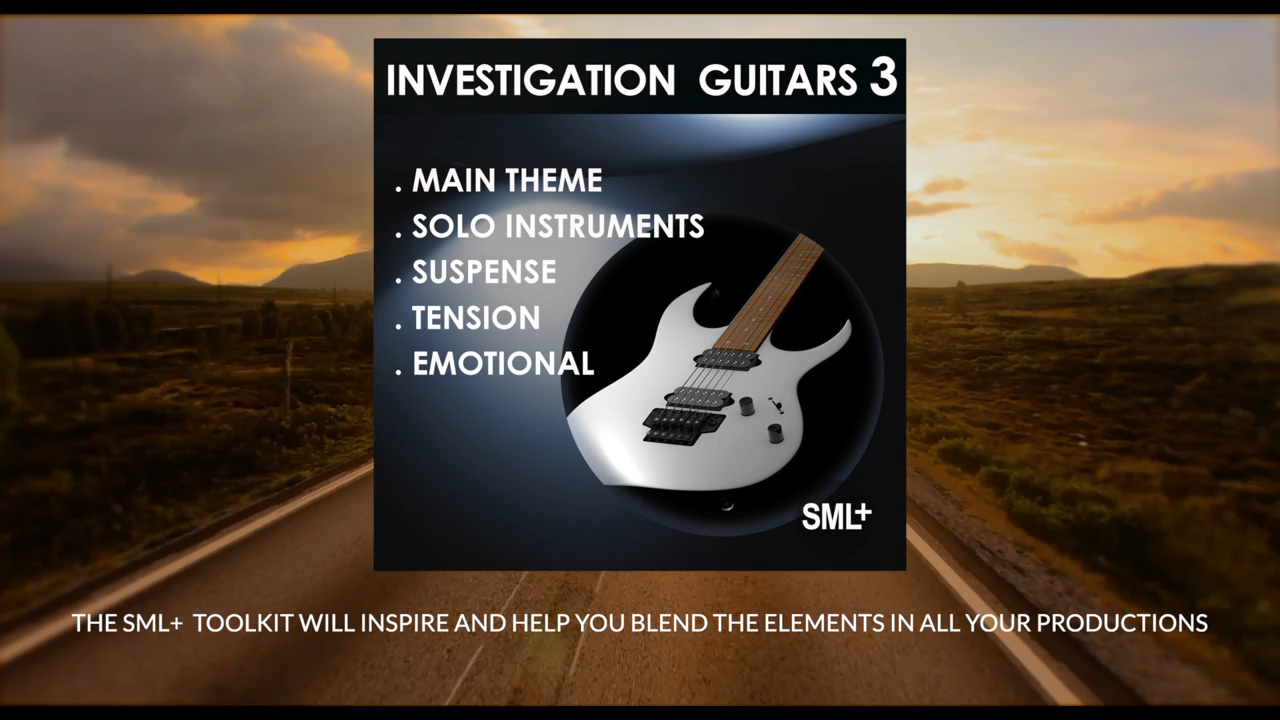 INVESTIGATION GUITARS 3
. MAIN THEME
. SOLO INSTRUMENTS
. SUSPENSE
. TENSION
. EMOTIONAL
SML+
THE SML+ TOOLKIT WILL INSPIRE AND HELP YOU BLEND THE ELEMENTS IN ALL YOUR PRODUCTIONS